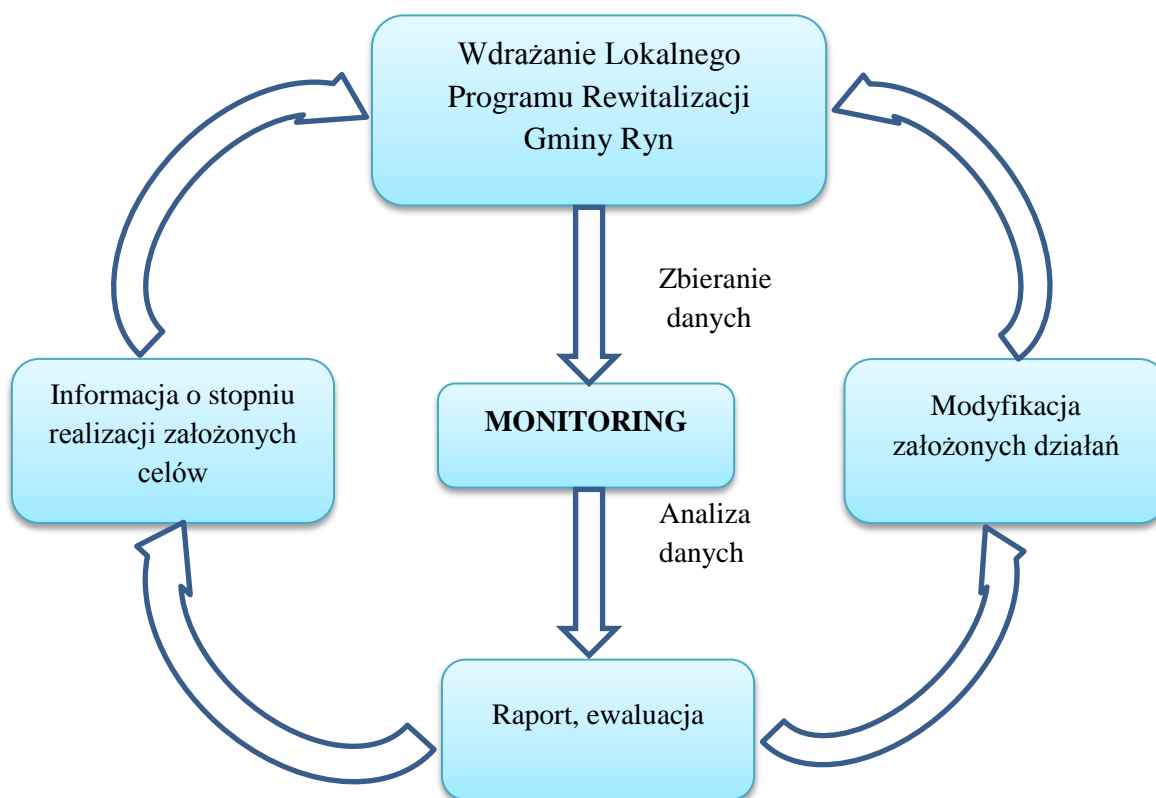 Wdrażanie Lokalnego
Programu Rewitalizacji
Gminy Ryn
Zbieranie
danych
Informacja o stopniu
realizacji założonych
celów
MONITORING
Modyfikacja
założonych działań
Analiza
danych
Raport, ewaluacja